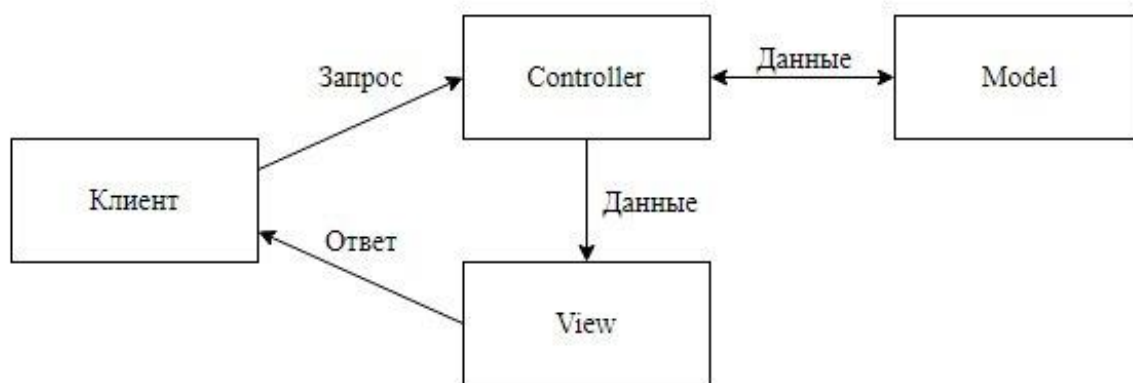 Запрос
Controller
Данные
Model
Клиент
Данные
Ответ
View